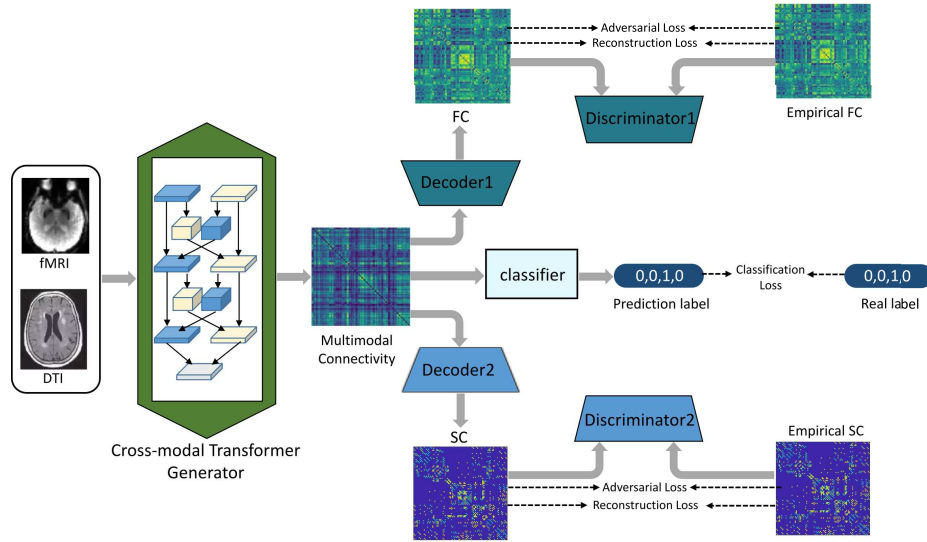 fMRI
DTI
Cross-modal Transformer
Generator
Multimodal
Connectivity
FC
Decoder1
Adversarial Loss
Reconstruction Loss
Discriminator1
Empirical FC
classifier
0,0,1,0
Prediction label
Classification
Loss
0,0,1,0
Real label
Decoder2
SC
Discriminator2
Empirical SC
Adversarial Loss
Reconstruction Loss